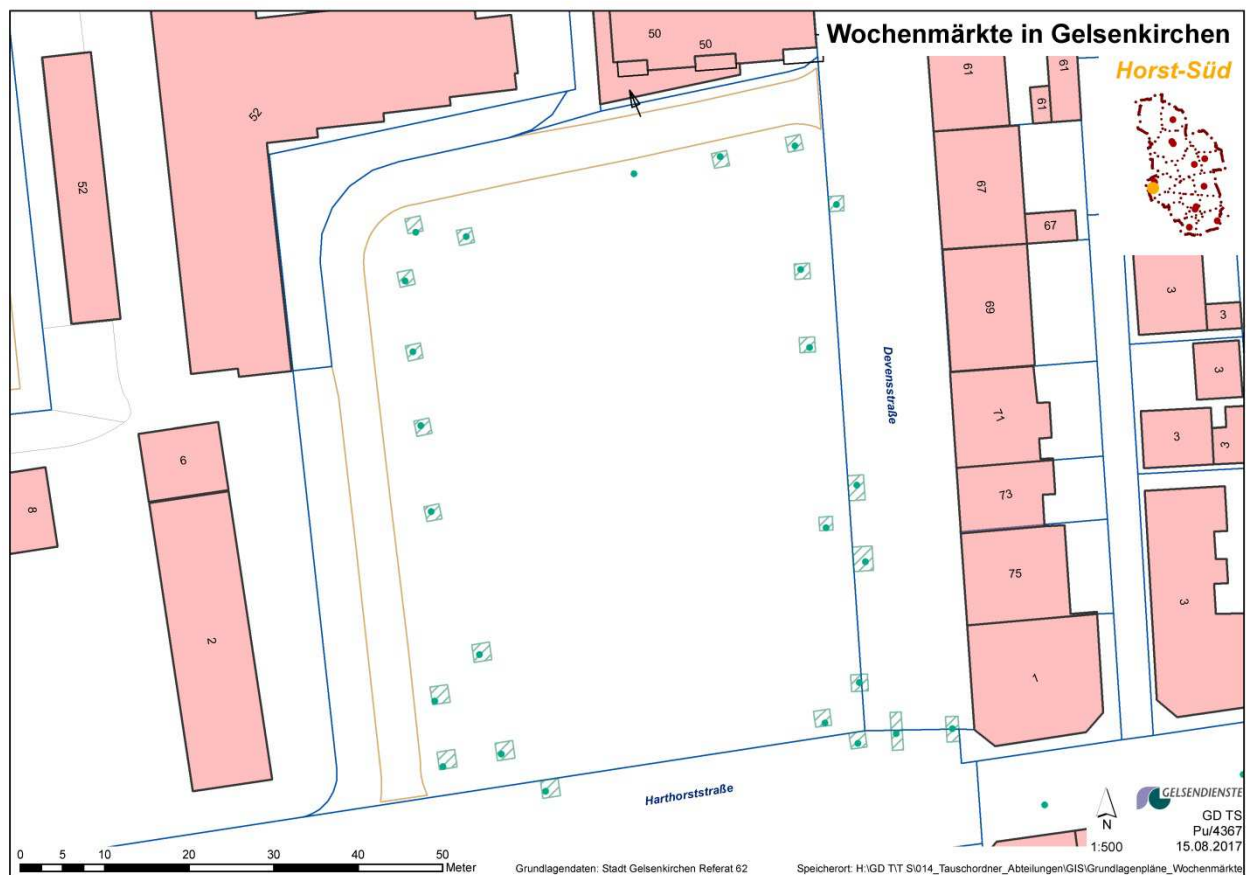 Wochenmärkte in Gelsenkirchen
Horst-Süd
50
50
52
52
61
61
61
67
67
69
71
73
75
1
3
3
3
3
3
3
6
8
2
Devensstraße
Harthorststraße
GELSENDIENSTE
GD TS
Pu/4367
15.08.2017
N
1:500
0 5 10 20 30 40 50
Meter
Grundlagendaten: Stadt Gelsenkirchen Referat 62
Speicherort: H:\GD T\T S\014_Tauschordner_Abteilungen\GIS\Grundlagenpläne_Wochenmärkte